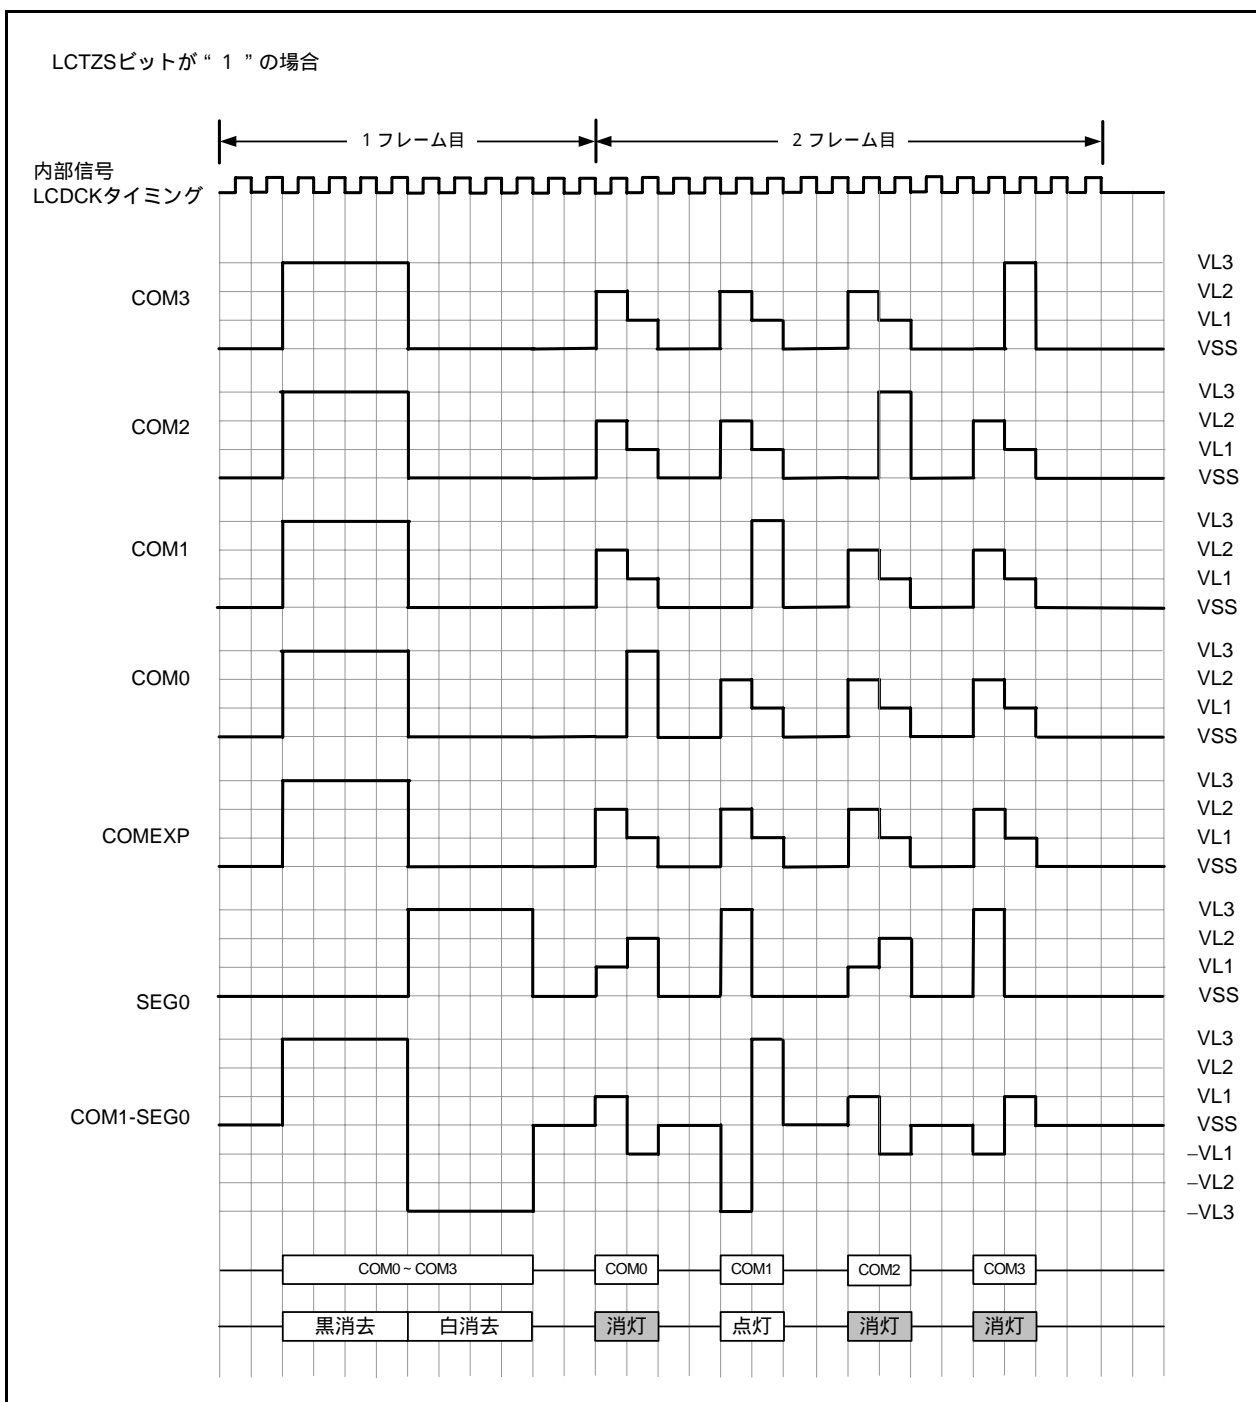 LCTZSビットが“ 1 ”の場合
1 フレーム目
2 フレーム目
内部信号
LCDCKタイミング
COM3
VL3
VL2
VL1
VSS
COM2
VL3
VL2
VL1
VSS
COM1
VL3
VL2
VL1
VSS
COM0
VL3
VL2
VL1
VSS
COMEXP
VL3
VL2
VL1
VSS
SEG0
VL3
VL2
VL1
VSS
COM1-SEG0
VL3
VL2
VL1
VSS
–VL1
–VL2
–VL3
COM0 ~ COM3
COM0
COM1
COM2
COM3
黒消去
白消去
消灯
点灯
消灯
消灯